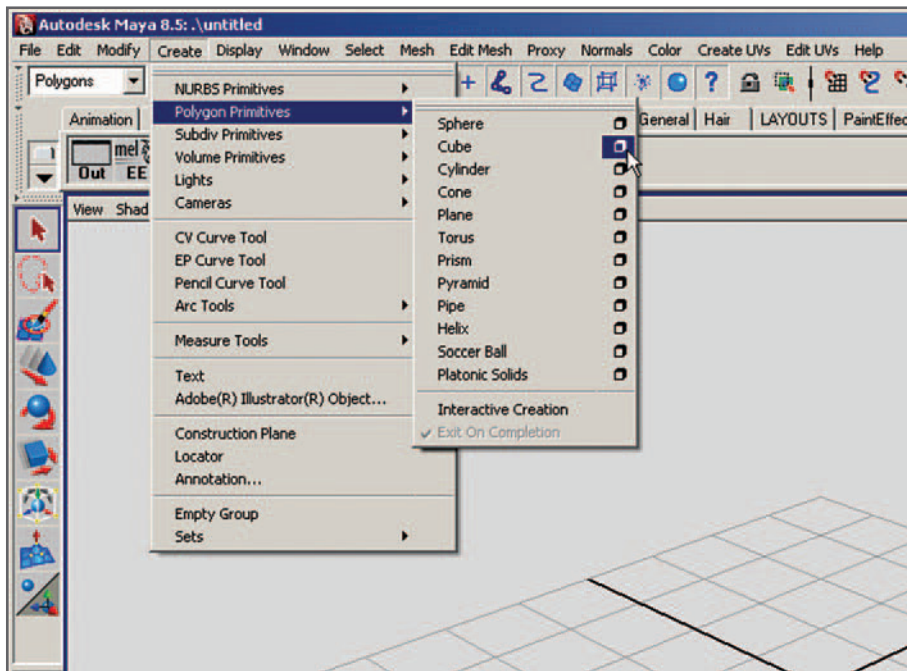 Autodesk Maya 8.5: .\untitled
File Edit Modify Create Display Window Select Mesh Edit Mesh Proxy Normals Color Create UVs Edit UVs Help
Polygons
Animation
General Hair LAYOUTS PaintEffec
mel
Out EE
View Shad
NURBS Primitives
Polygon Primitives
Subdiv Primitives
Volume Primitives
Lights
Cameras
CV Curve Tool
EP Curve Tool
Pencil Curve Tool
Arc Tools
Measure Tools
Text
Adobe(R) Illustrator(R) Object...
Construction Plane
Locator
Annotation...
Empty Group
Sets
Sphere
Cube
Cylinder
Cone
Plane
Torus
Prism
Pyramid
Pipe
Helix
Soccer Ball
Platonic Solids
Interactive Creation
Exit On Completion